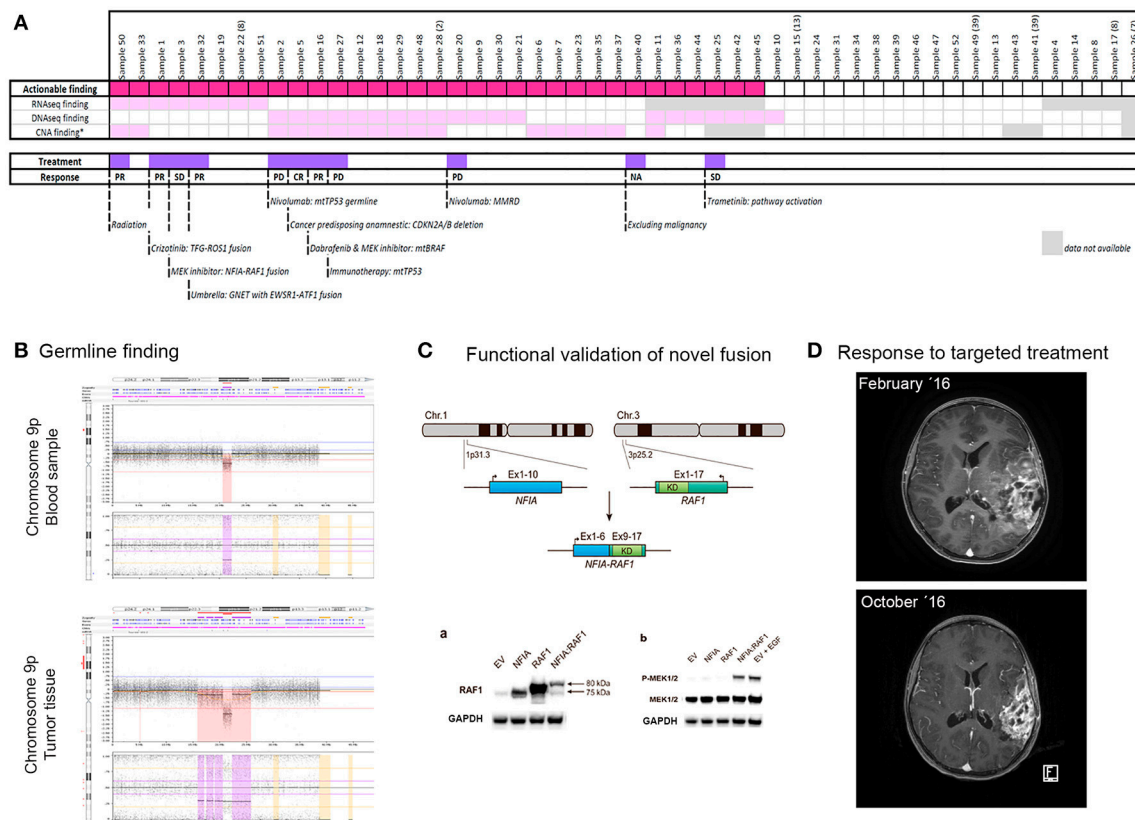 A
Sample 50
Sample 33
Sample 1
Sample 3
Sample 32
Sample 19
Sample 22 (8)
Sample 51
Sample 2
Sample 5
Sample 16
Sample 27
Sample 12
Sample 18
Sample 29
Sample 48
Sample 28 (2)
Sample 20
Sample 9
Sample 30
Sample 21
Sample 6
Sample 7
Sample 23
Sample 35
Sample 37
Sample 40
Sample 11
Sample 36
Sample 44
Sample 25
Sample 34
Sample 45
Sample 10
Sample 15 (13)
Sample 24
Sample 31
Sample 38
Sample 42
Sample 46
Sample 47
Sample 52
Sample 49 (39)
Sample 13
Sample 43
Sample 41 (39)
Sample 4
Sample 14
Sample 8
Sample 17 (8)
Sample 26 (7)
Actionable finding
RNAseq finding
DNAseq finding
CNA finding*
Treatment
Response PR PR SD PR PD CR PR PD PD NA SD
Nivolumab: mtTP53 germline Nivolumab: MMRD Trametinib: pathway activation
Radiation Cancer predisposing anamnestic: CDKN2A/B deletion Excluding malignancy
Crizotinib: TFG-ROS1 fusion Dabrafenib & MEK inhibitor: mtBRAF data not available
MEK inhibitor: NFIA-RAF1 fusion Immunotherapy: mtTP53
Umbrella: GNET with EWSR1-ATF1 fusion
B Germline finding
Chromosome 9p
Blood sample
Chromosome 9p
Tumor tissue
C Functional validation of novel fusion
Chr.1 Chr.3
1p31.3 3p25.2
Ex1-10 Ex1-17
KD
NFIA RAF1
Ex1-6 Ex9-17
KD
NFIA-RAF1
a
EV NFIA RAF1 NFIA:RAF1
RAF1 80 kDa
75 kDa
GAPDH
b
EV NFIA RAF1 NFIA:RAF1 EV + EGF
P-MEK1/2
MEK1/2
GAPDH
D Response to targeted treatment
February ´16
October ´16
F